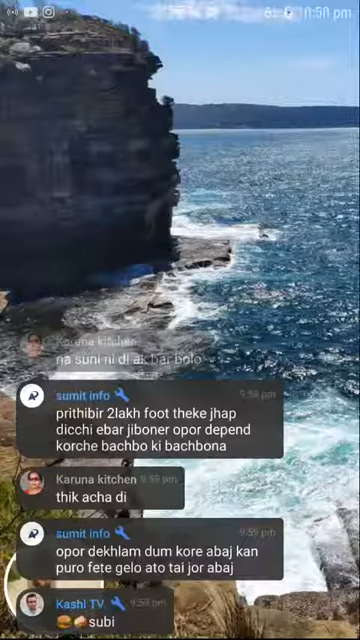 10:50 pm
Karuna kitchen
na suni ni di ak bar bolo
sumit info 9:59 pm
prithibir 2lakh foot theke jhap
dicchi ebar jiboner opor depend
korche bachbo ki bachbona
Karuna kitchen 9:59 pm
thik acha di
sumit info 9:59 pm
opor dekhlam dum kore abaj kan
puro fete gelo ato tai jor abaj
Kashi TV 9:59 pm
🍔🥪subi